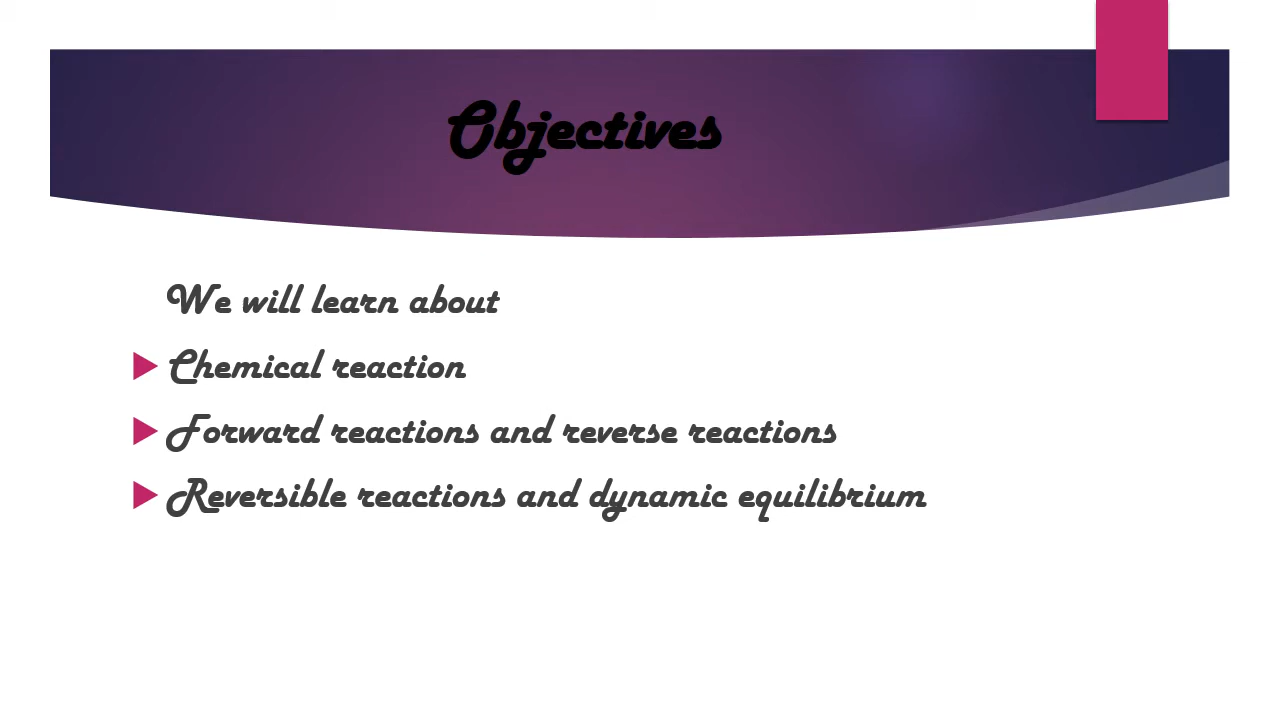 Objectives
We will learn about
Chemical reaction
Forward reactions and reverse reactions
Reversible reactions and dynamic equilibrium